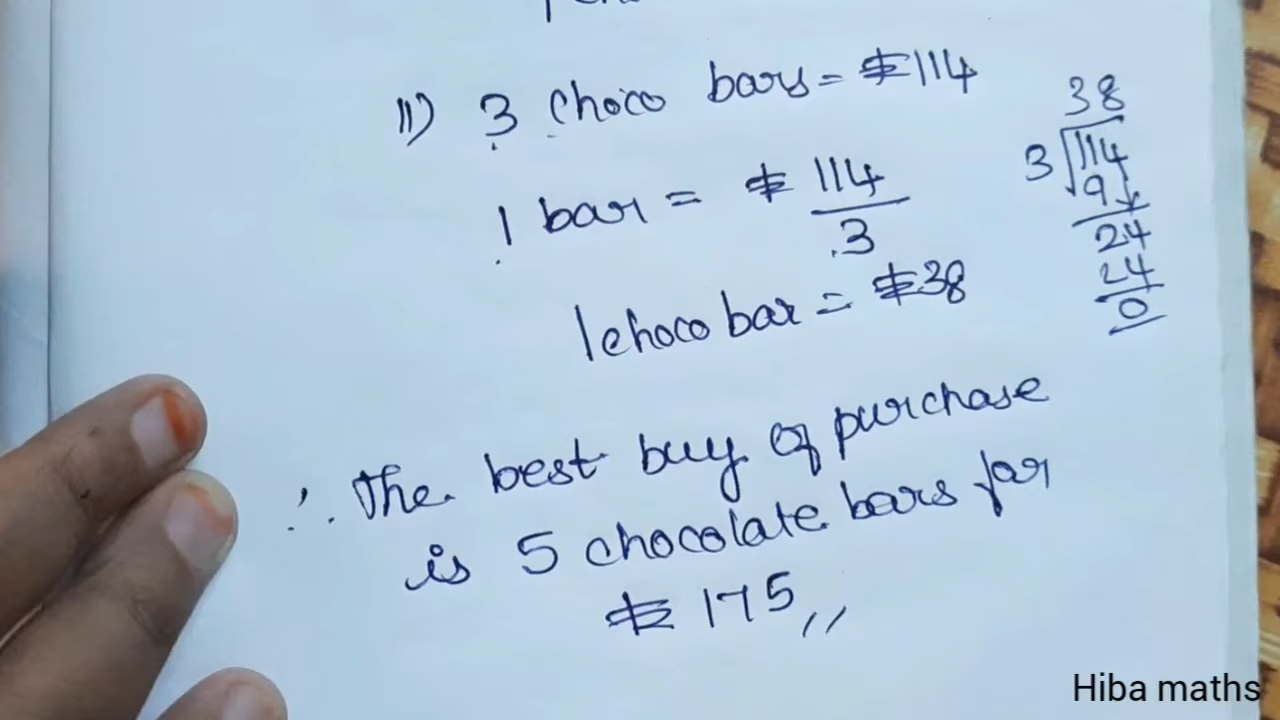 11) 3 choco bars = ₹114
1 bar = ₹ 114
3
1 choco bar = ₹38
38
3 114
9
24
24
0
∴ The best buy of purchase
is 5 chocolate bars for
₹ 175 //
Hiba maths